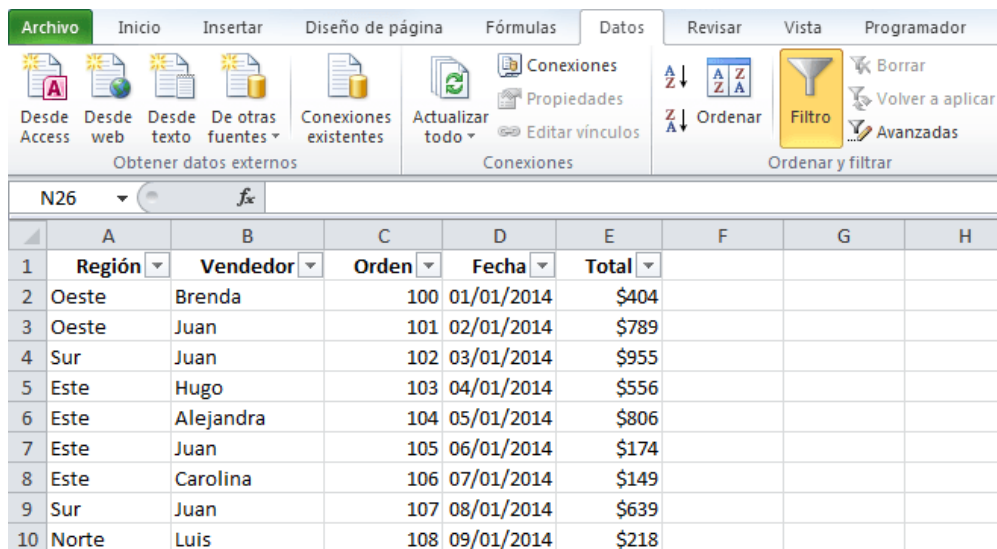 Archivo Inicio Insertar Diseño de página Fórmulas Datos Revisar Vista Programador
Desde Access
Desde web
Desde texto
De otras fuentes
Obtener datos externos
Conexiones existentes
Actualizar todo
Conexiones
Propiedades
Editar vínculos
Conexiones
Ordenar
Filtro
Borrar
Volver a aplicar
Avanzadas
Ordenar y filtrar
N26 fx
A B C D E F G H
1 Región Vendedor Orden Fecha Total
2 Oeste Brenda 100 01/01/2014 $404
3 Oeste Juan 101 02/01/2014 $789
4 Sur Juan 102 03/01/2014 $955
5 Este Hugo 103 04/01/2014 $556
6 Este Alejandra 104 05/01/2014 $806
7 Este Juan 105 06/01/2014 $174
8 Este Carolina 106 07/01/2014 $149
9 Sur Juan 107 08/01/2014 $639
10 Norte Luis 108 09/01/2014 $218